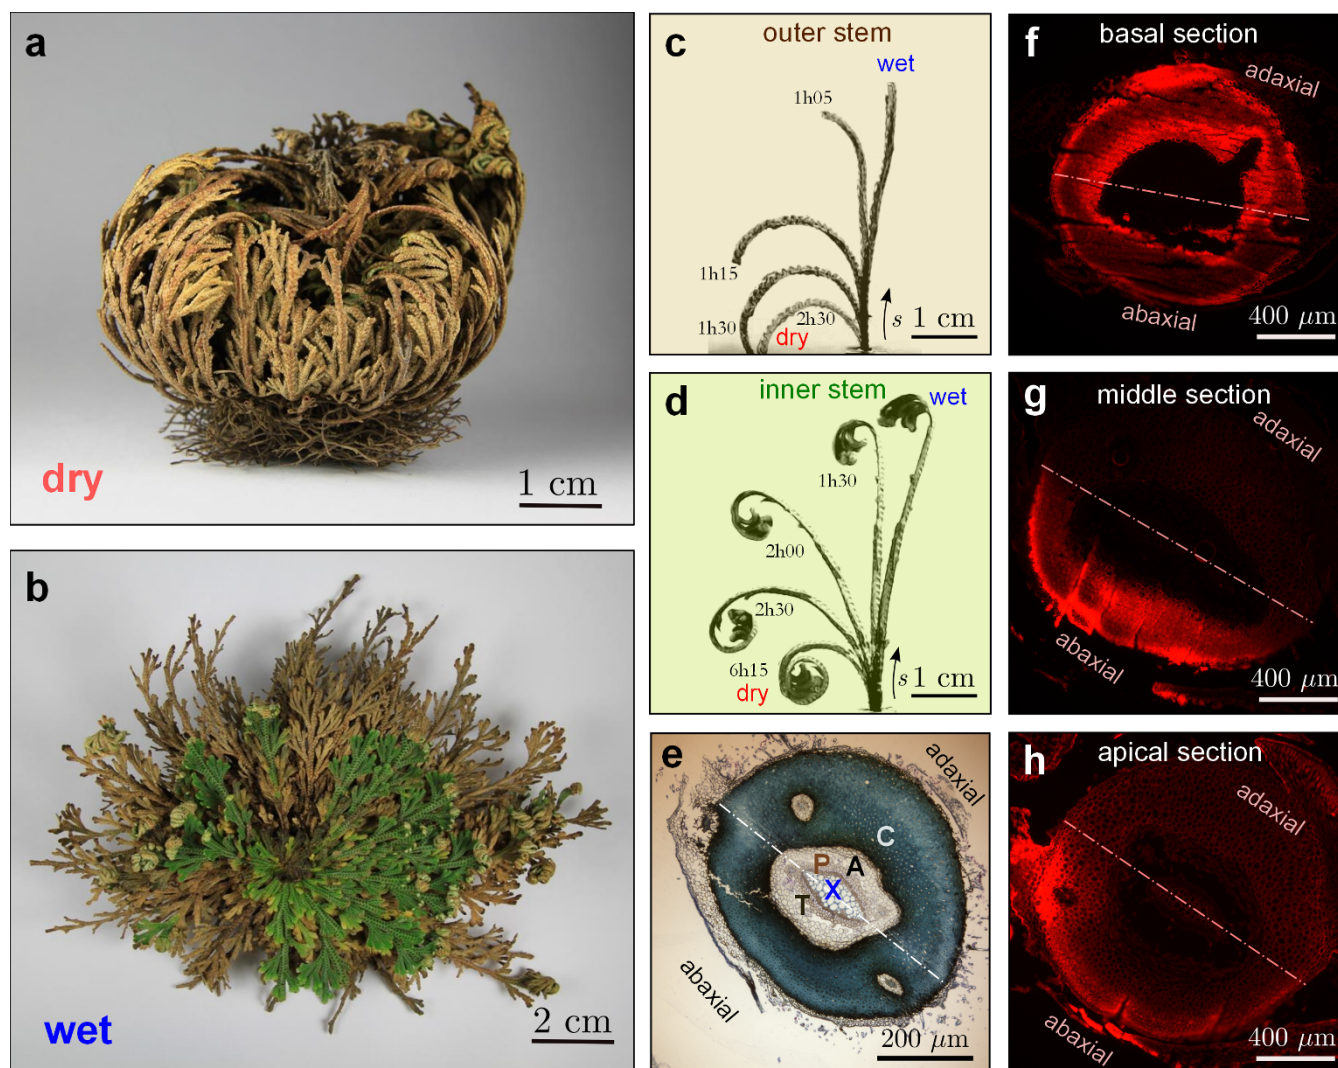 a
dry
1 cm
b
wet
2 cm
c
outer stem
wet
1h05
1h15
1h30
2h30
dry
s
1 cm
d
inner stem
wet
1h30
2h00
2h30
6h15
dry
s
1 cm
e
adaxial
C
P
A
X
T
abaxial
200 μm
f
basal section
adaxial
abaxial
400 μm
g
middle section
adaxial
abaxial
400 μm
h
apical section
adaxial
abaxial
400 μm